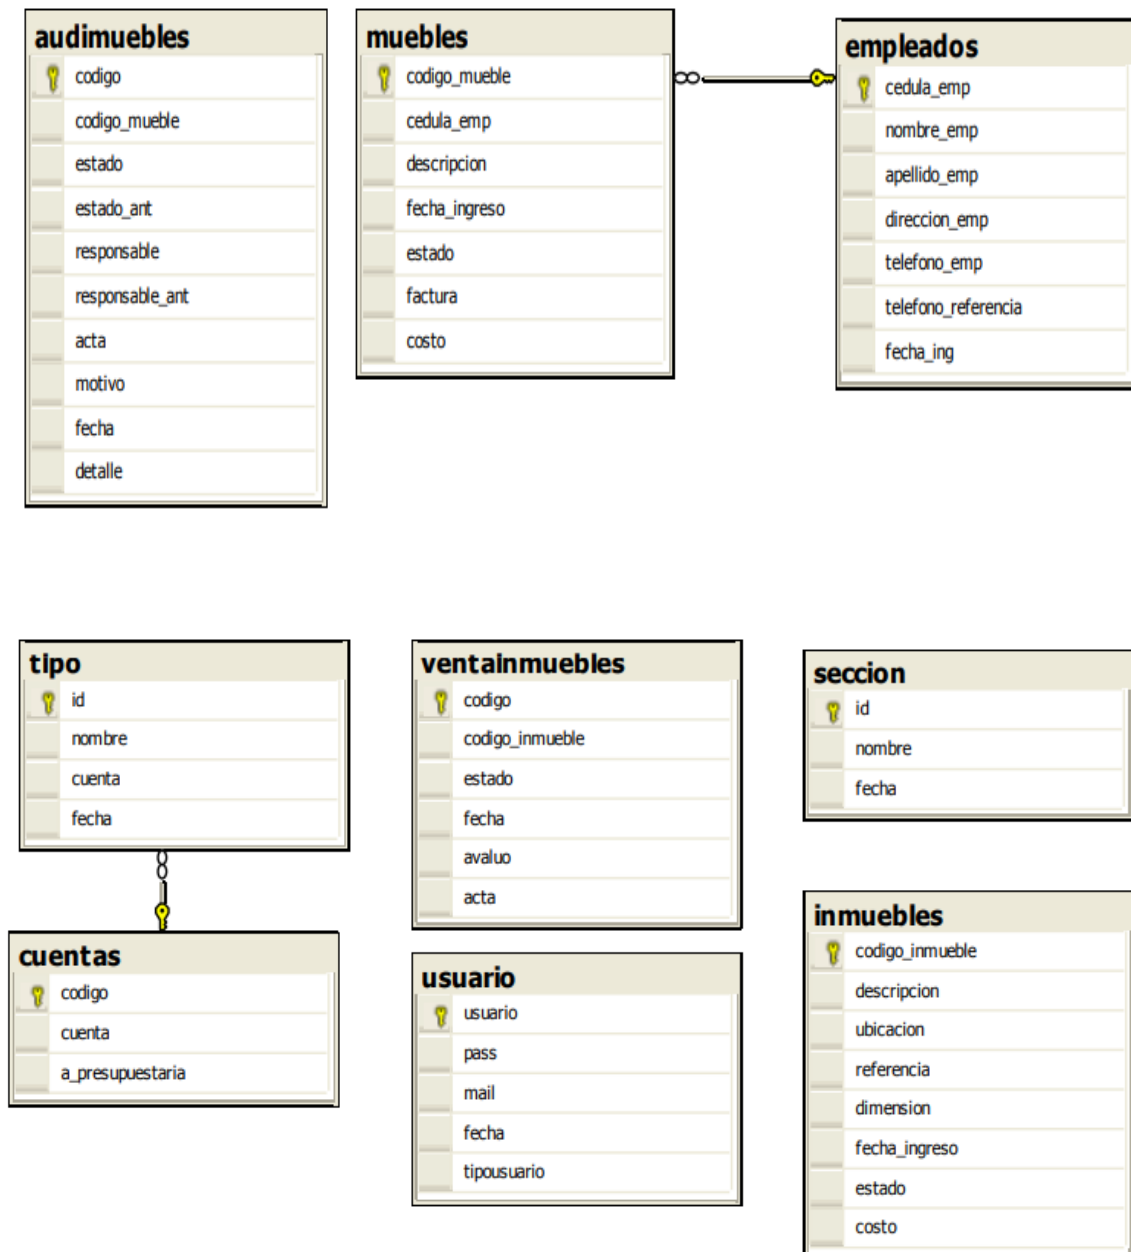 audimuebles
codigo
codigo_mueble
estado
estado_ant
responsable
responsable_ant
acta
motivo
fecha
detalle
muebles
codigo_mueble
cedula_emp
descripcion
fecha_ingreso
estado
factura
costo
empleados
cedula_emp
nombre_emp
apellido_emp
direccion_emp
telefono_emp
telefono_referencia
fecha_ing
tipo
id
nombre
cuenta
fecha
cuentas
codigo
cuenta
a_presupuestaria
ventainmuebles
codigo
codigo_inmueble
estado
fecha
avaluo
acta
usuario
usuario
pass
mail
fecha
tipousuario
seccion
id
nombre
fecha
inmuebles
codigo_inmueble
descripcion
ubicacion
referencia
dimension
fecha_ingreso
estado
costo